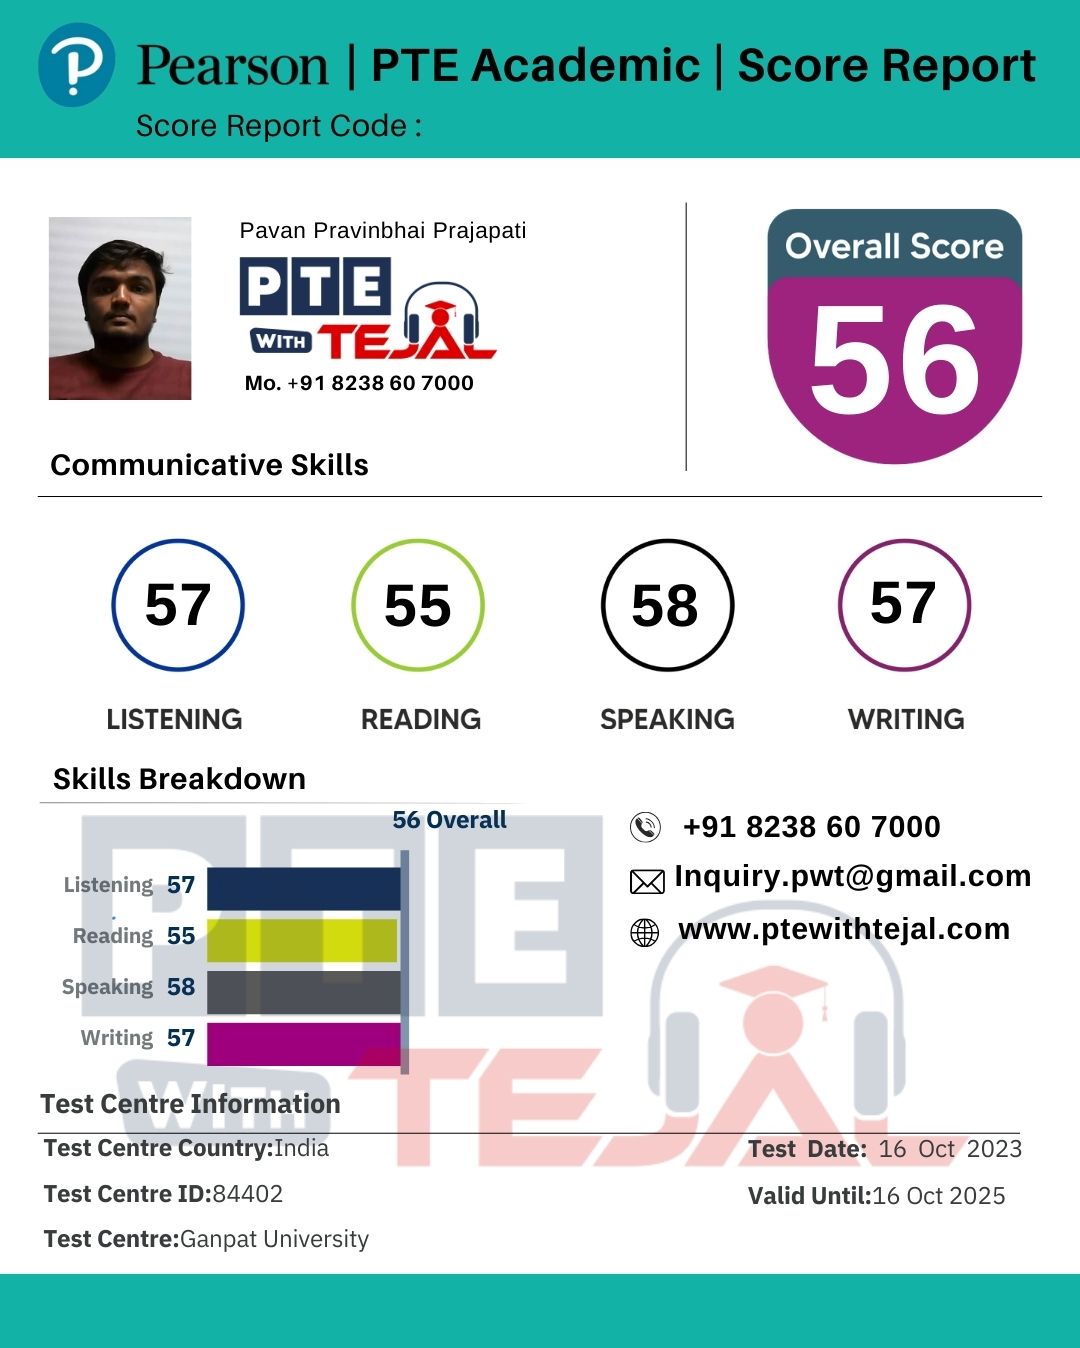 Pearson | PTE Academic | Score Report
Score Report Code :
Pavan Pravinbhai Prajapati
PTE
WITH TEJAL
Mo. +91 8238 60 7000
Overall Score
56
Communicative Skills
57 55 58 57
LISTENING READING SPEAKING WRITING
Skills Breakdown
56 Overall
Listening 57
Reading 55
Speaking 58
Writing 57
+91 8238 60 7000
Inquiry.pwt@gmail.com
www.ptewithtejal.com
PTE
WITH TEJAL
Test Centre Information
Test Centre Country:India
Test Centre ID:84402
Test Centre:Ganpat University
Test Date: 16 Oct 2023
Valid Until:16 Oct 2025